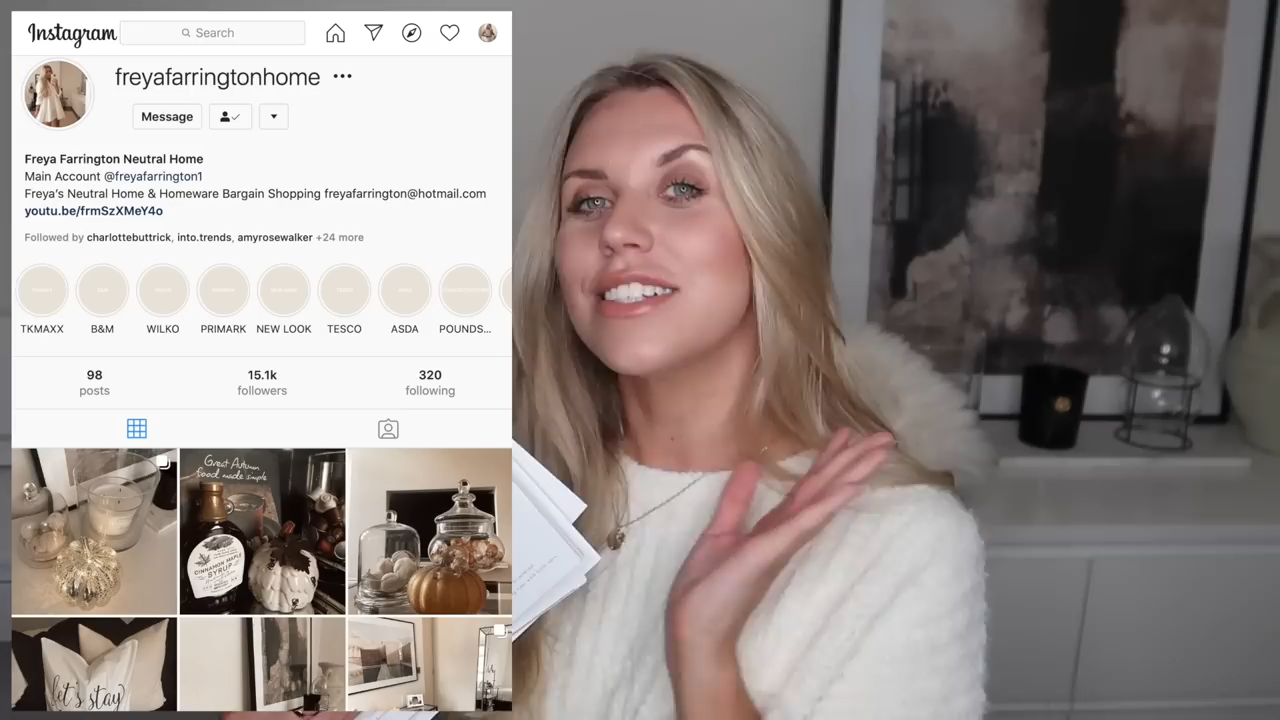 Instagram
Search
freyafarringtonhome
Message
Freya Farrington Neutral Home
Main Account @freyafarrington1
Freya's Neutral Home & Homeware Bargain Shopping freyafarrington@hotmail.com
youtu.be/frmSzXMeY4o
Followed by charlottebuttrick, into.trends, amyrosewalker +24 more
TKMAXX B&M WILKO PRIMARK NEW LOOK TESCO ASDA POUNDS...
98 15.1k 320
posts followers following
Great Autumn
food made simple
CINNAMON MAPLE
SYRUP
let's stay